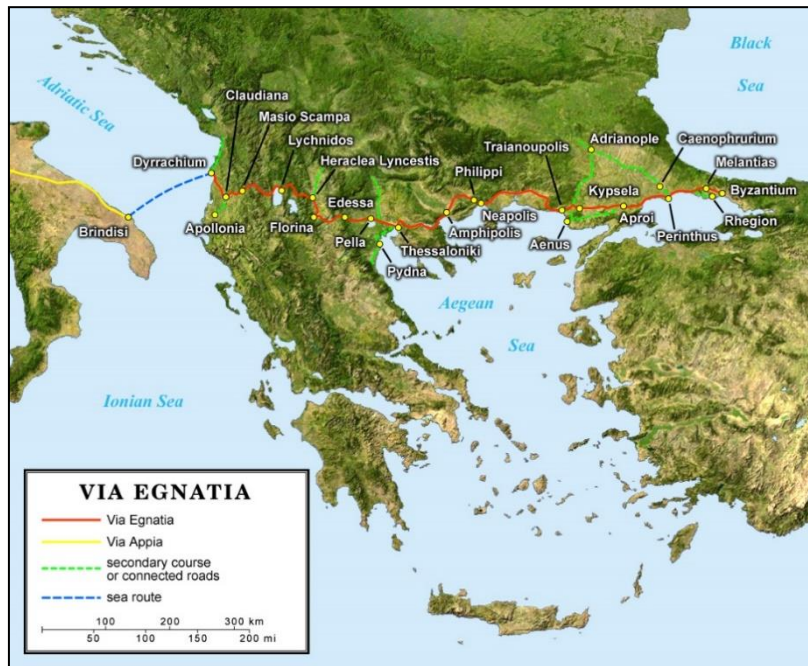 Black
Sea
Adriatic Sea
Claudiana
Masio Scampa
Lychnidos
Heraclea Lyncestis
Dyrrachium
Edessa
Philippi
Traianoupolis
Adrianople
Caenophrurium
Melantias
Byzantium
Brindisi
Apollonia
Florina
Pella
Thessaloniki
Pydna
Amphipolis
Neapolis
Aenus
Kypsela
Aproi
Perinthus
Rhegion
Aegean
Sea
Ionian Sea
VIA EGNATIA
Via Egnatia
Via Appia
secondary course
or connected roads
sea route
100 200 300 km
50 100 150 200 mi